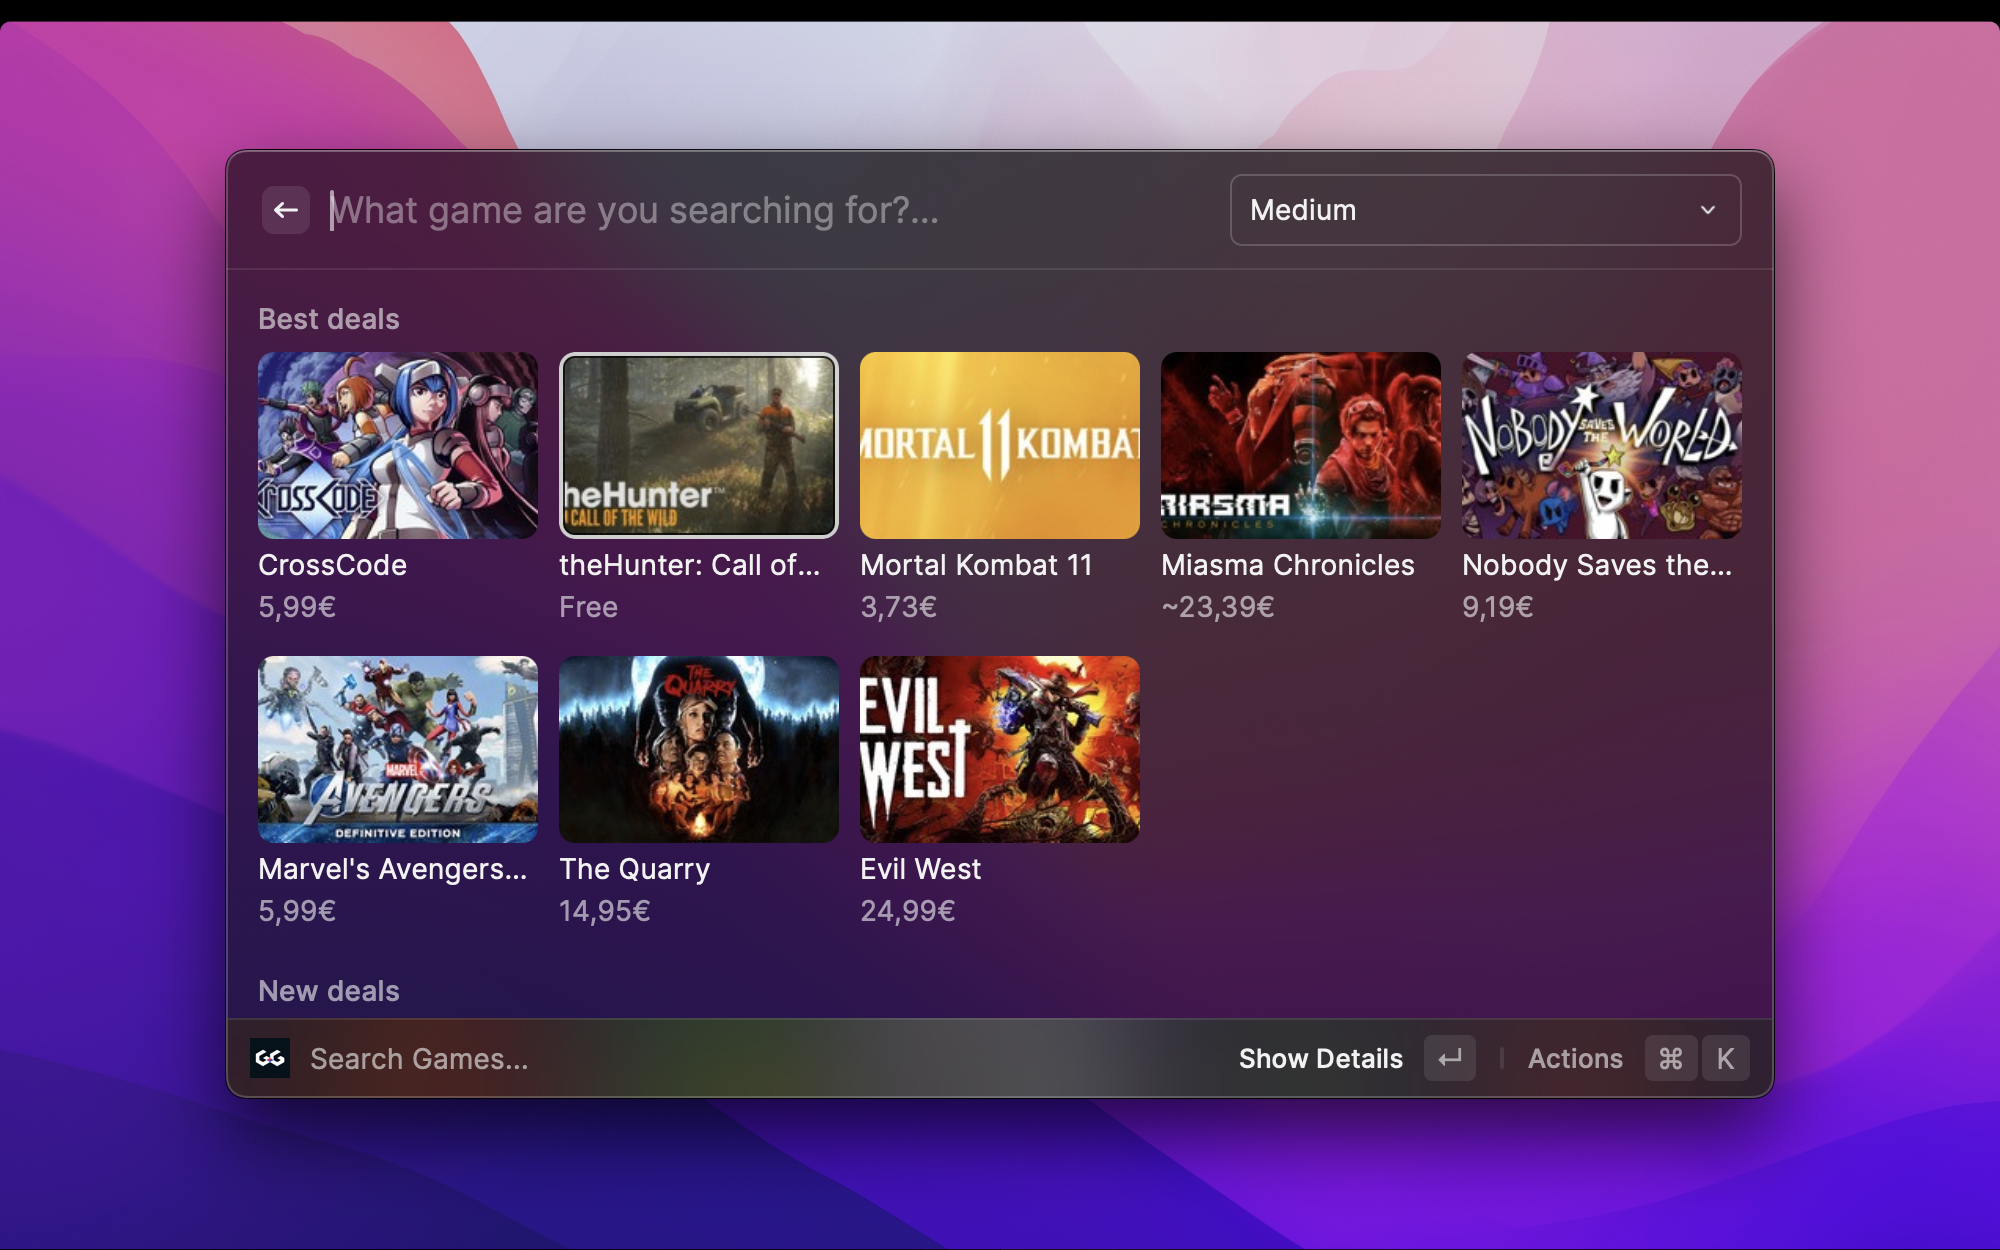 What game are you searching for?...
Medium
Best deals
CROSSCODE
heHunter™
CALL OF THE WILD
MORTAL 11 KOMBAT
MIASMA
CHRONICLES
NOBODY SAVES THE WORLD
CrossCode
theHunter: Call of...
Mortal Kombat 11
Miasma Chronicles
Nobody Saves the...
5,99€
Free
3,73€
~23,39€
9,19€
MARVEL
AVENGERS
DEFINITIVE EDITION
THE
QUARRY
EVIL
WEST
Marvel's Avengers...
The Quarry
Evil West
5,99€
14,95€
24,99€
New deals
GG
Search Games...
Show Details
Actions
⌘
K